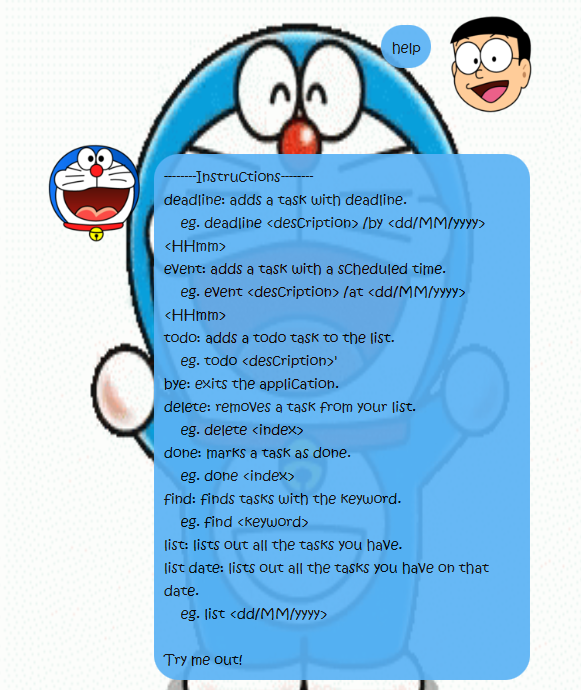 help
--------Instructions--------
deadline: adds a task with deadline.
eg. deadline <description> /by <dd/MM/yyyy>
<HHmm>
event: adds a task with a scheduled time.
eg. event <description> /at <dd/MM/yyyy>
<HHmm>
todo: adds a todo task to the list.
eg. todo <description>'
bye: exits the application.
delete: removes a task from your list.
eg. delete <index>
done: marks a task as done.
eg. done <index>
find: finds tasks with the keyword.
eg. find <keyword>
list: lists out all the tasks you have.
list date: lists out all the tasks you have on that
date.
eg. list <dd/MM/yyyy>
Try me out!